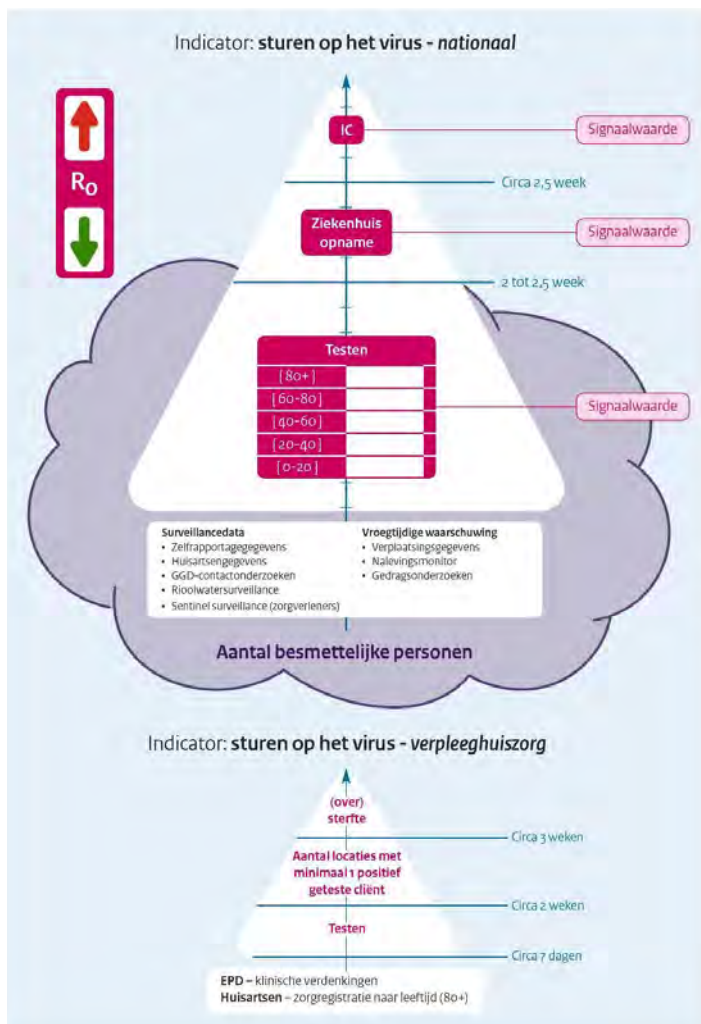 Indicator: sturen op het virus - nationaal
IC
Signaalwaarde
R0
Circa 2,5 week
Ziekenhuis
opname
Signaalwaarde
2 tot 2,5 week
Testen
[80+]
[60-80]
[40-60]
[20-40]
[0-20]
Signaalwaarde
Surveillancedata
• Zelfrapportagegegevens
• Huisartsengegevens
• GGD-contactonderzoeken
• Rioolwatersurveillance
• Sentinel surveillance (zorgverleners)
Vroegtijdige waarschuwing
• Verplaatsingsgegevens
• Nalevingsmonitor
• Gedragsonderzoeken
Aantal besmettelijke personen
Indicator: sturen op het virus - verpleeghuiszorg
(over)
sterfte
Circa 3 weken
Aantal locaties met
minimaal 1 positief
geteste cliënt
Circa 2 weken
Testen
Circa 7 dagen
EPD – klinische verdenkingen
Huisartsen – zorgregistratie naar leeftijd (80+)